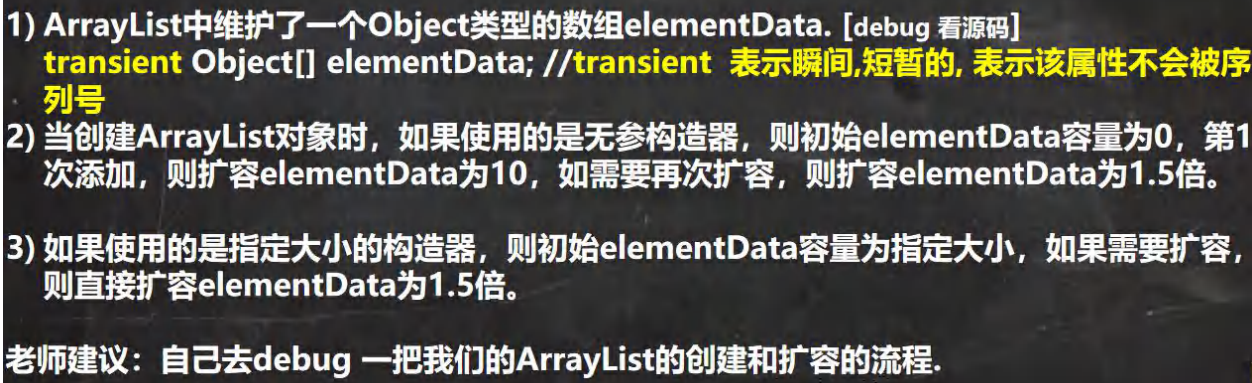 1) ArrayList中维护了一个Object类型的数组elementData. [debug 看源码]
transient Object[] elementData; //transient 表示瞬间,短暂的, 表示该属性不会被序
列号
2) 当创建ArrayList对象时，如果使用的是无参构造器，则初始elementData容量为0，第1
次添加，则扩容elementData为10，如需要再次扩容，则扩容elementData为1.5倍。
3) 如果使用的是指定大小的构造器，则初始elementData容量为指定大小，如果需要扩容，
则直接扩容elementData为1.5倍。
老师建议：自己去debug 一把我们的ArrayList的创建和扩容的流程.